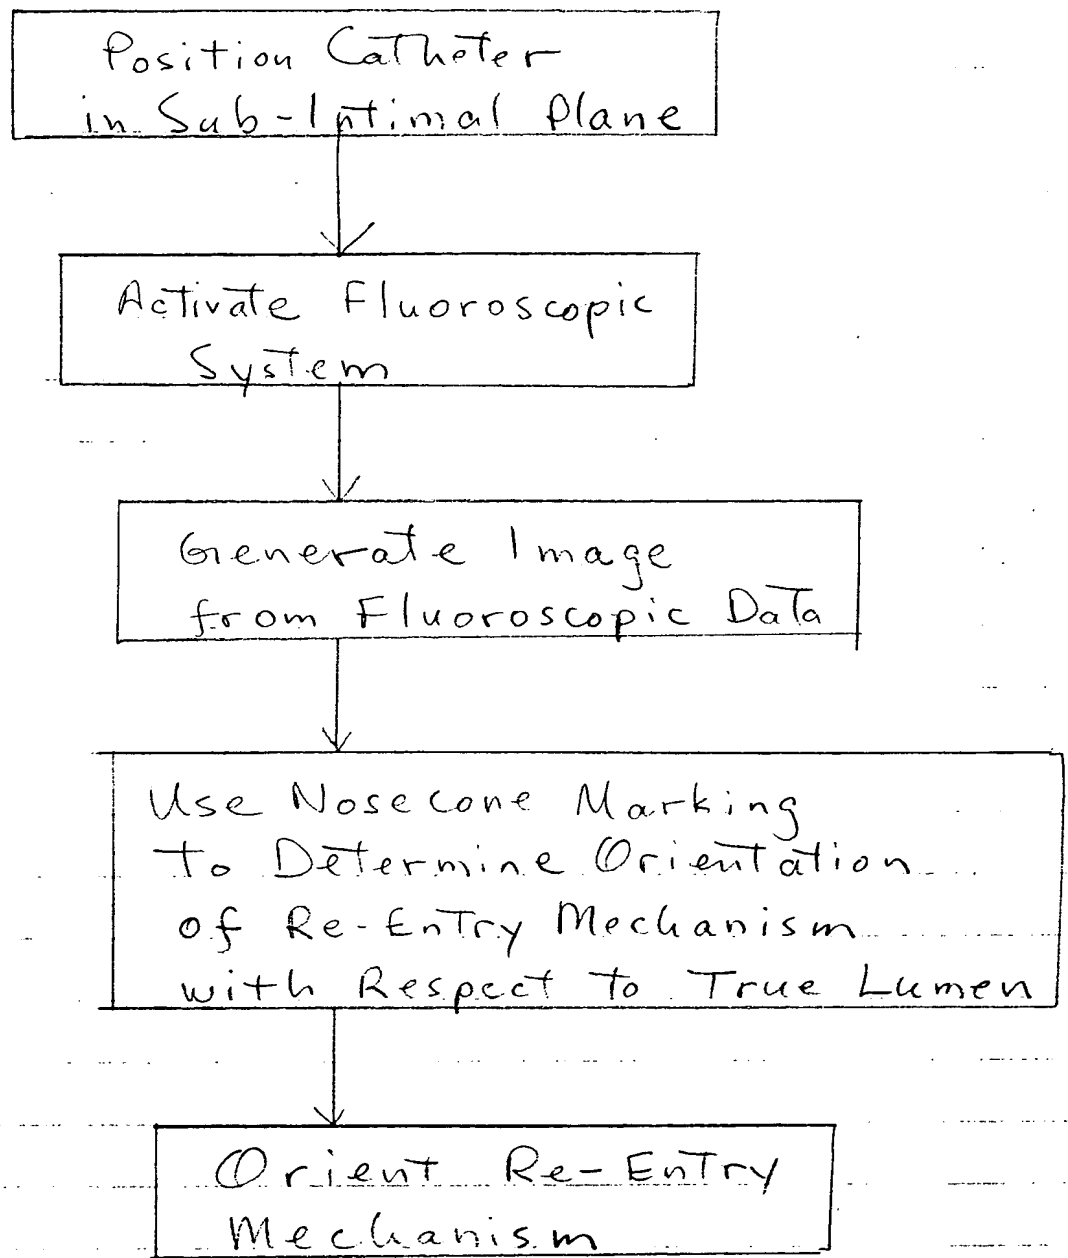 Position Catheter
in Sub-Intimal Plane
Activate Fluoroscopic
System
Generate Image
from Fluoroscopic Data
Use Nosecone Marking
to Determine Orientation
of Re-Entry Mechanism
with Respect to True Lumen
Orient Re-Entry
Mechanism